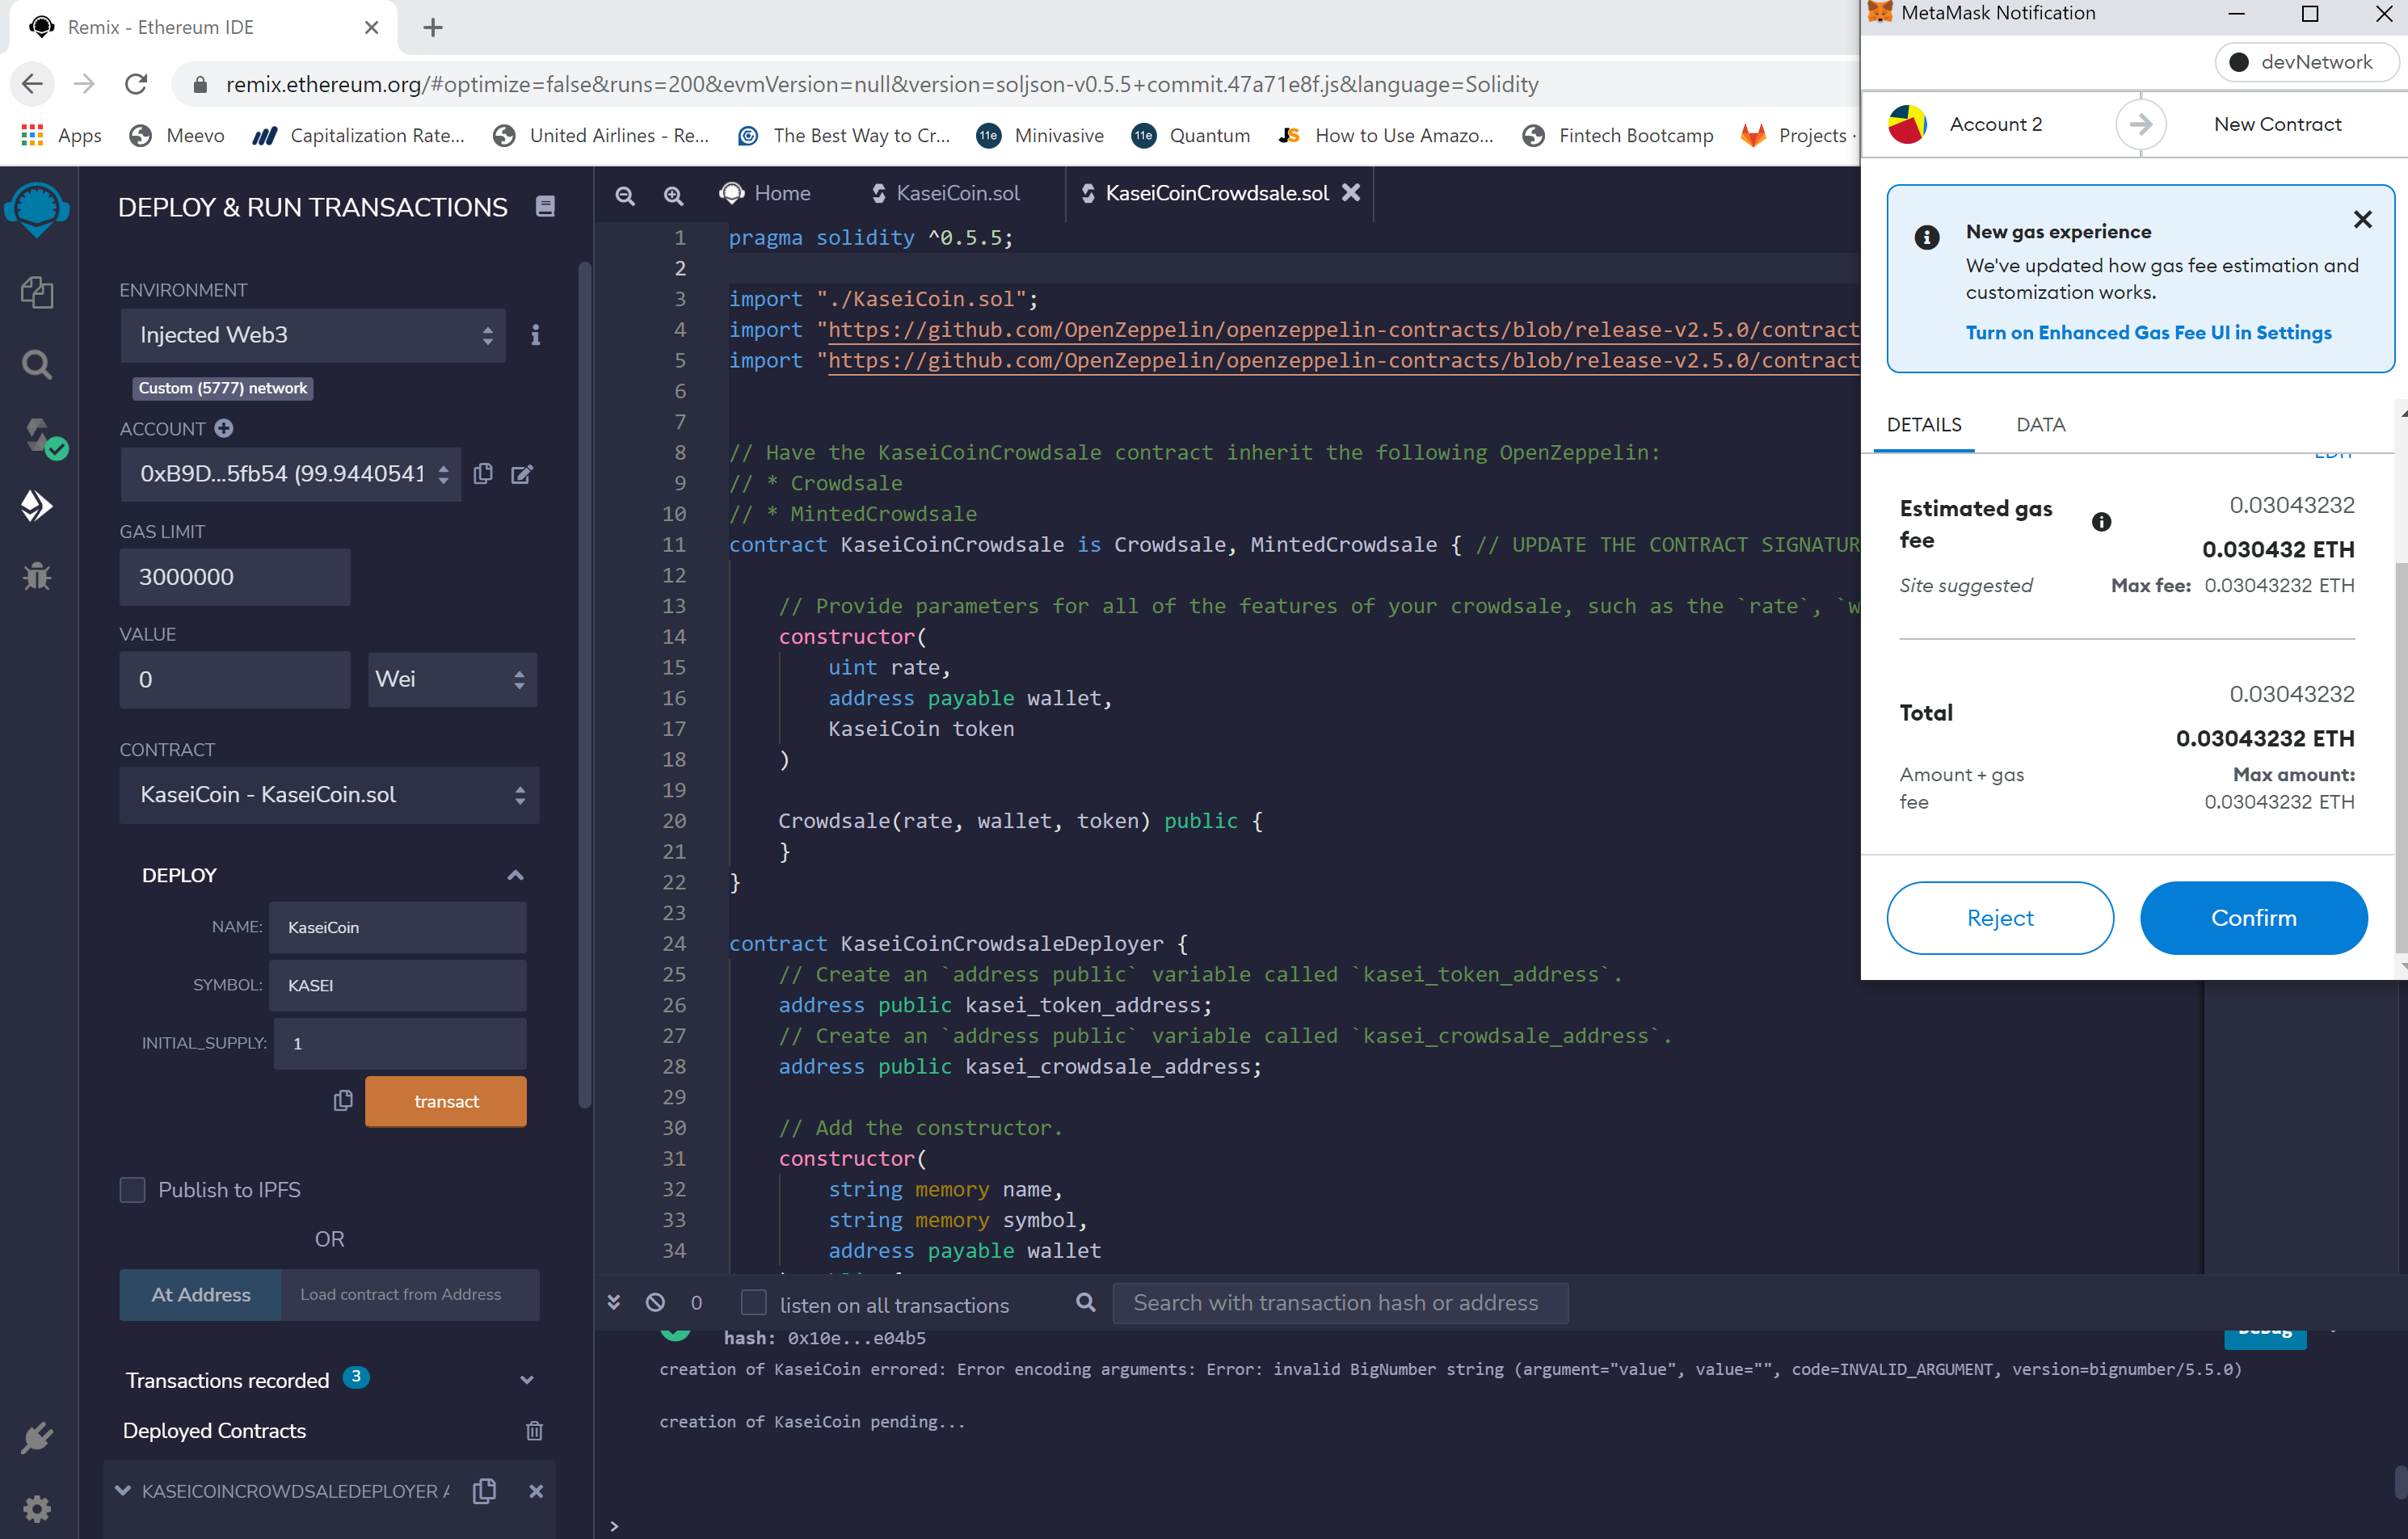 Remix - Ethereum IDE
remix.ethereum.org/#optimize=false&runs=200&evmVersion=null&version=soljson-v0.5.5+commit.47a71e8f.js&language=Solidity
Apps
Meevo
Capitalization Rate...
United Airlines - Re...
The Best Way to Cr...
11e
Minivasive
11e
Quantum
JS
How to Use Amazo...
Fintech Bootcamp
Projects ·
DEPLOY & RUN TRANSACTIONS
ENVIRONMENT
Injected Web3
Custom (5777) network
ACCOUNT
0xB9D...5fb54 (99.9440541
GAS LIMIT
3000000
VALUE
0
Wei
CONTRACT
KaseiCoin - KaseiCoin.sol
DEPLOY
NAME:
KaseiCoin
SYMBOL:
KASEI
INITIAL_SUPPLY:
1
transact
Publish to IPFS
OR
At Address
Load contract from Address
Transactions recorded 3
Deployed Contracts
KASEICOINCROWDSALEDEPLOYER
Home
KaseiCoin.sol
KaseiCoinCrowdsale.sol
1 pragma solidity ^0.5.5;
2
3 import "./KaseiCoin.sol";
4 import "https://github.com/OpenZeppelin/openzeppelin-contracts/blob/release-v2.5.0/contract
5 import "https://github.com/OpenZeppelin/openzeppelin-contracts/blob/release-v2.5.0/contract
6
7
8 // Have the KaseiCoinCrowdsale contract inherit the following OpenZeppelin:
9 // * Crowdsale
10 // * MintedCrowdsale
11 contract KaseiCoinCrowdsale is Crowdsale, MintedCrowdsale { // UPDATE THE CONTRACT SIGNATUR
12
13 // Provide parameters for all of the features of your crowdsale, such as the `rate`, `w
14 constructor(
15 uint rate,
16 address payable wallet,
17 KaseiCoin token
18 )
19
20 Crowdsale(rate, wallet, token) public {
21 }
22 }
23
24 contract KaseiCoinCrowdsaleDeployer {
25 // Create an `address public` variable called `kasei_token_address`.
26 address public kasei_token_address;
27 // Create an `address public` variable called `kasei_crowdsale_address`.
28 address public kasei_crowdsale_address;
29
30 // Add the constructor.
31 constructor(
32 string memory name,
33 string memory symbol,
34 address payable wallet
0
listen on all transactions
Search with transaction hash or address
hash: 0x10e...e04b5
Debug
creation of KaseiCoin errored: Error encoding arguments: Error: invalid BigNumber string (argument="value", value="", code=INVALID_ARGUMENT, version=bignumber/5.5.0)
creation of KaseiCoin pending...
>
MetaMask Notification
devNetwork
Account 2
New Contract
New gas experience
We've updated how gas fee estimation and
customization works.
Turn on Enhanced Gas Fee UI in Settings
DETAILS
DATA
EDIT
Estimated gas
fee
0.03043232
0.030432 ETH
Site suggested
Max fee: 0.03043232 ETH
0.03043232
Total
0.03043232 ETH
Amount + gas
fee
Max amount:
0.03043232 ETH
Reject
Confirm